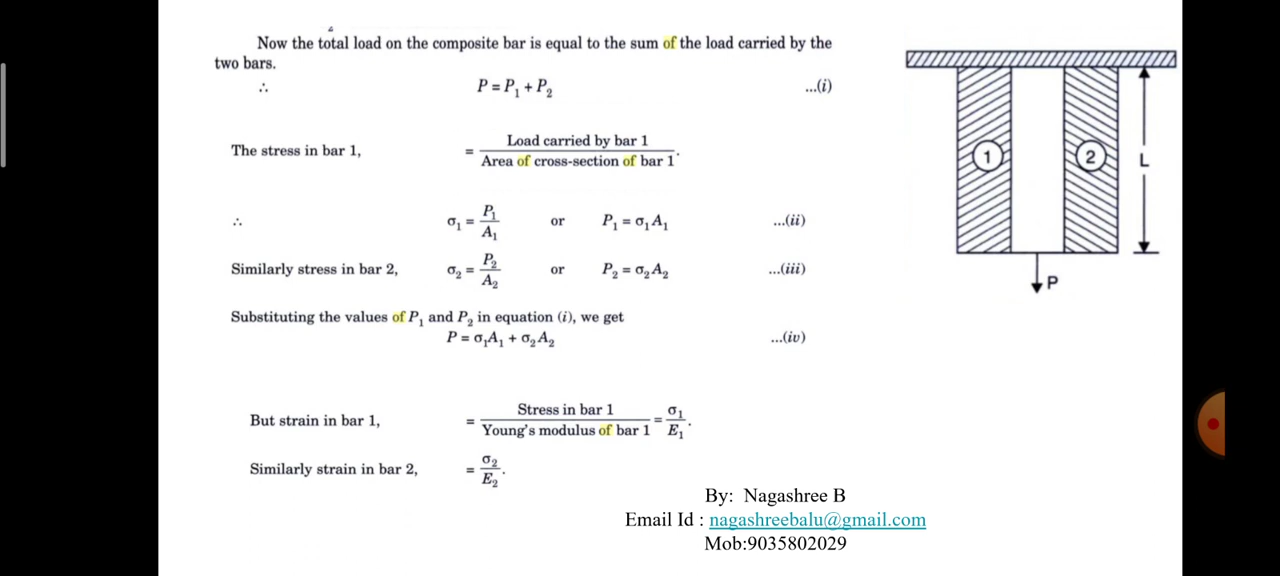 Now the total load on the composite bar is equal to the sum of the load carried by the
two bars.
∴ P = P₁ + P₂ ...(i)
The stress in bar 1, = Load carried by bar 1 / Area of cross-section of bar 1.
∴ σ₁ = P₁ / A₁ or P₁ = σ₁A₁ ...(ii)
Similarly stress in bar 2, σ₂ = P₂ / A₂ or P₂ = σ₂A₂ ...(iii)
Substituting the values of P₁ and P₂ in equation (i), we get
P = σ₁A₁ + σ₂A₂ ...(iv)
But strain in bar 1, = Stress in bar 1 / Young's modulus of bar 1 = σ₁ / E₁.
Similarly strain in bar 2, = σ₂ / E₂.
1 2 L
P
By: Nagashree B
Email Id : nagashreebalu@gmail.com
Mob:9035802029